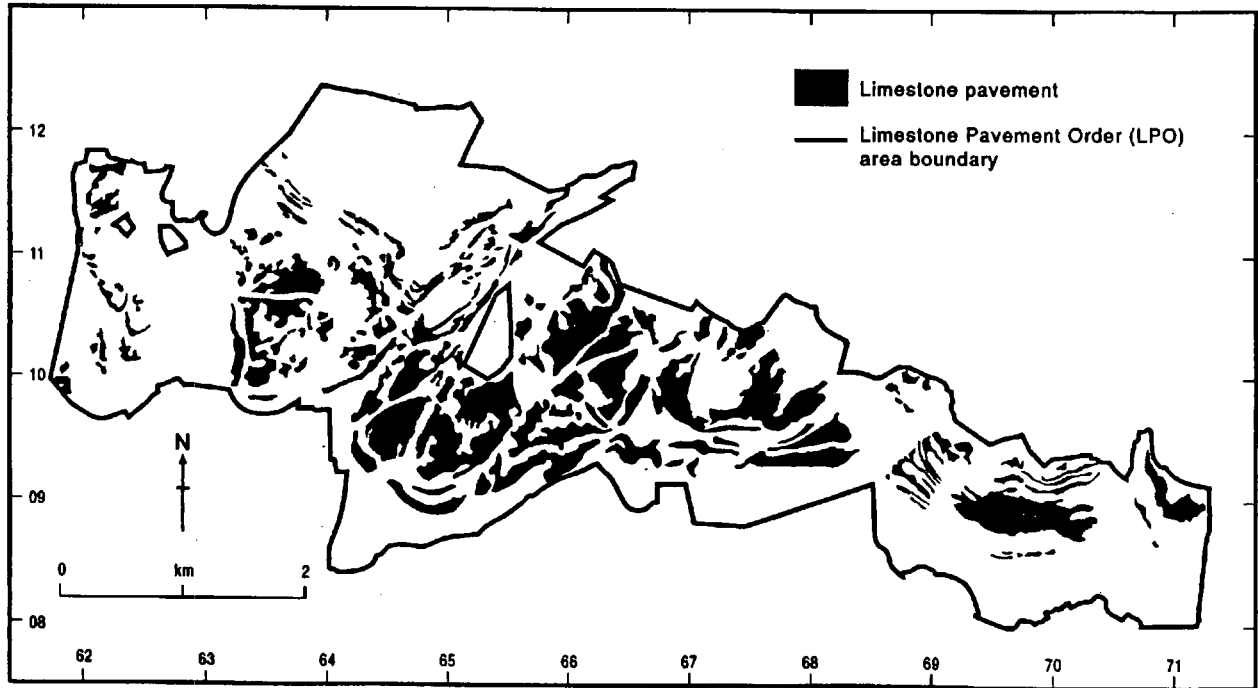 Limestone pavement
Limestone Pavement Order (LPO)
area boundary
12
11
10
09
08
N
0 km 2
62 63 64 65 66 67 68 69 70 71